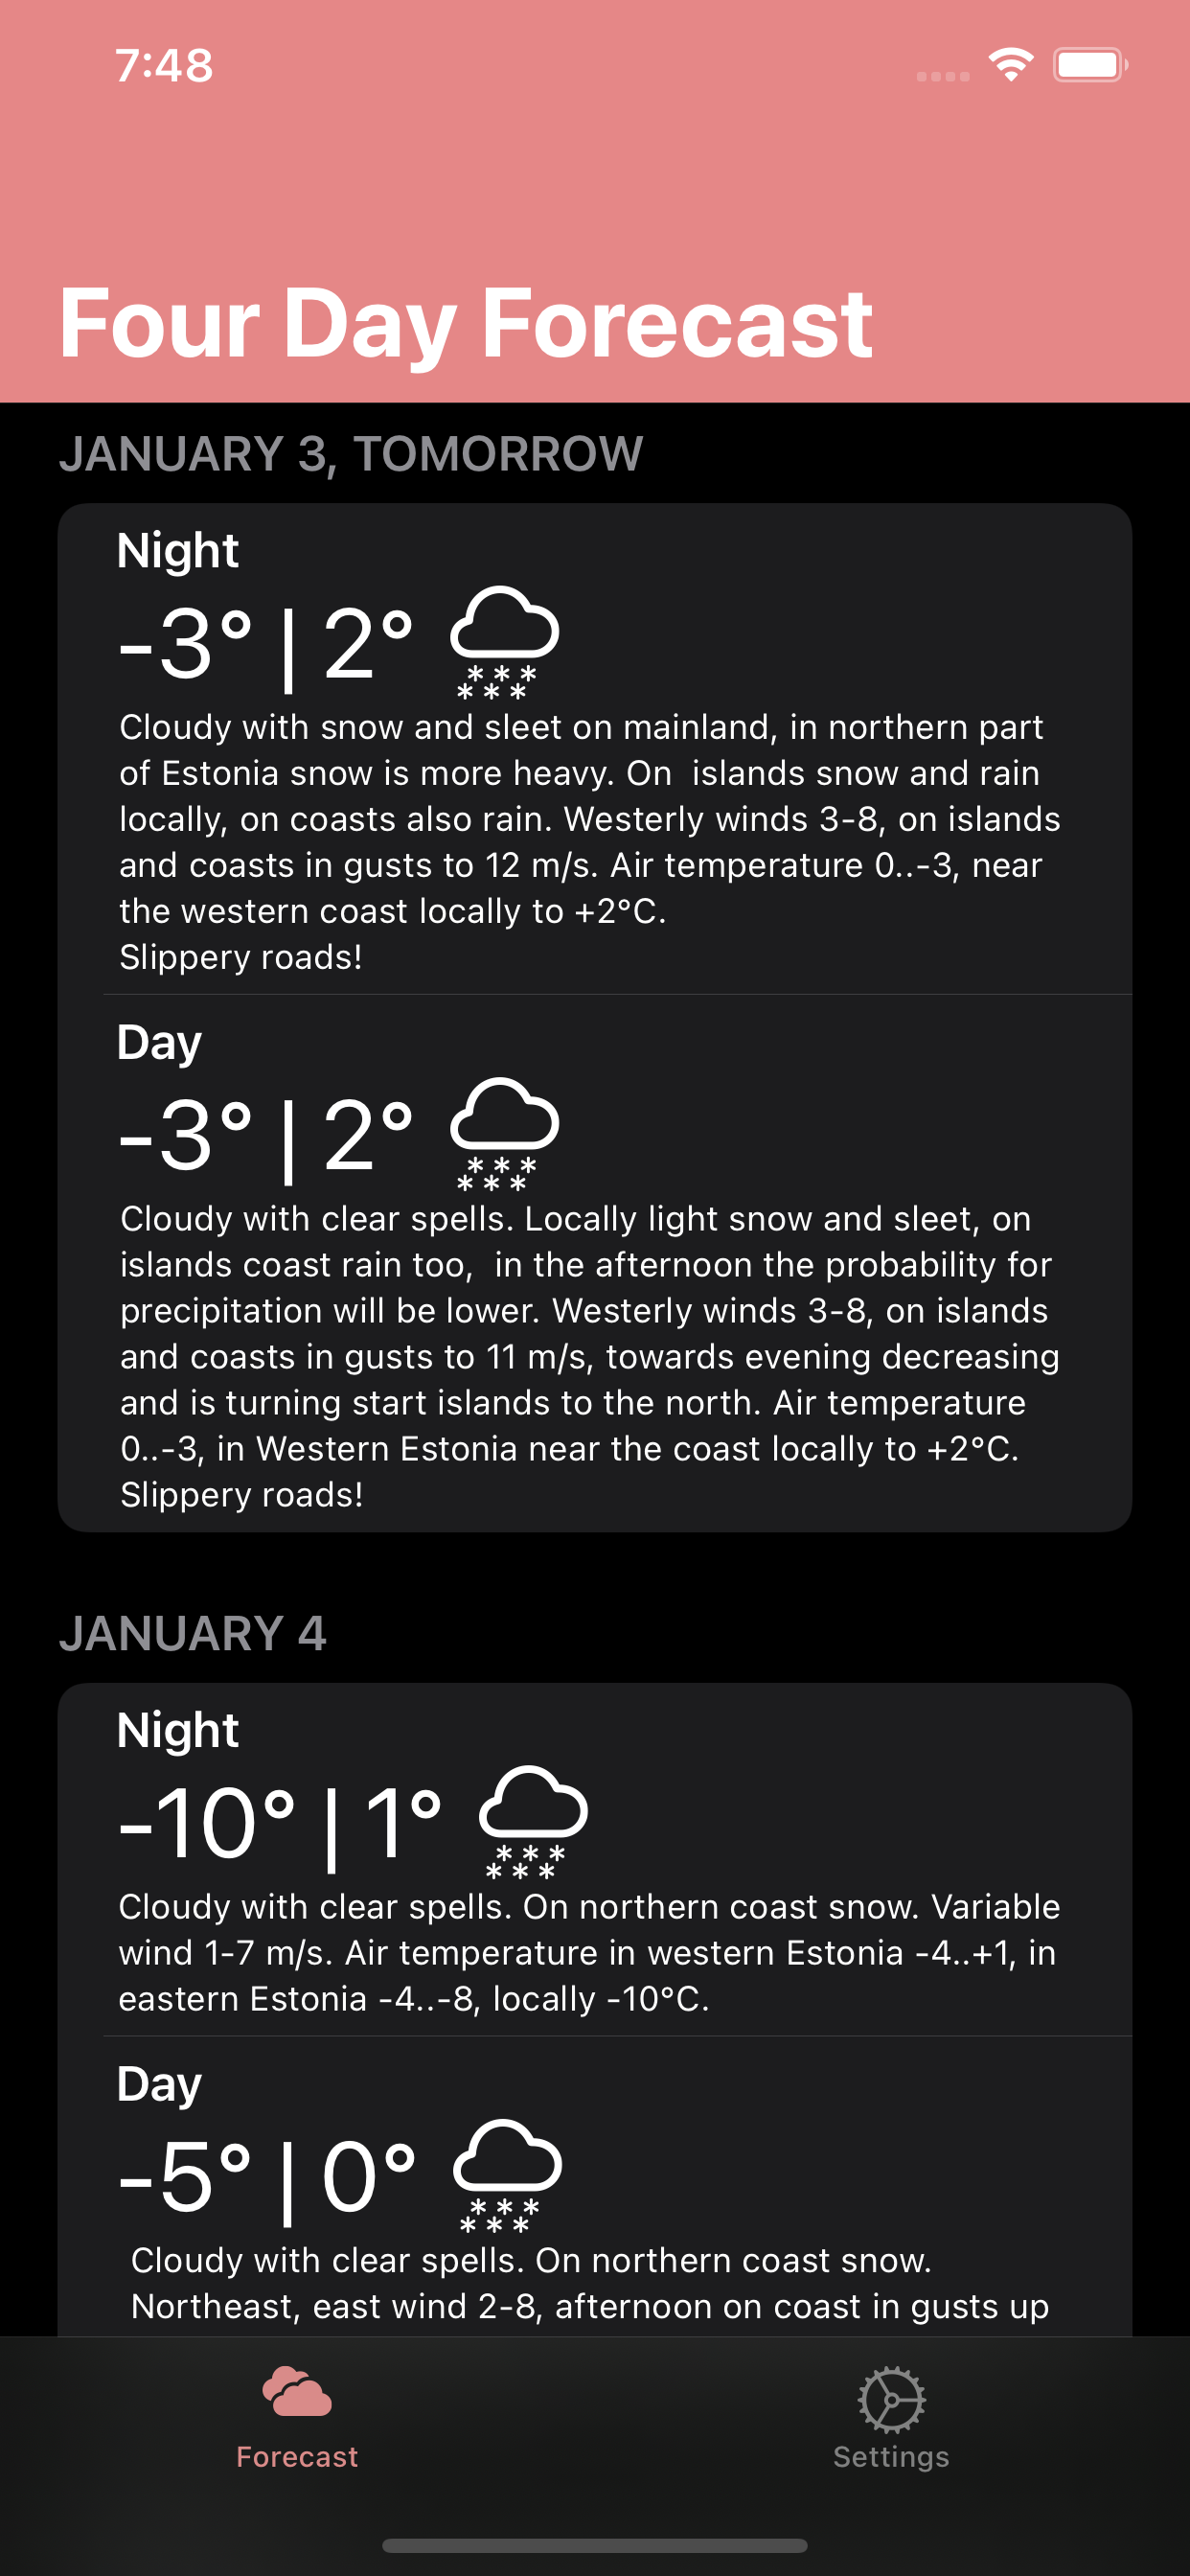 7:48
Four Day Forecast
JANUARY 3, TOMORROW
Night
-3° | 2°
Cloudy with snow and sleet on mainland, in northern part
of Estonia snow is more heavy. On  islands snow and rain
locally, on coasts also rain. Westerly winds 3-8, on islands
and coasts in gusts to 12 m/s. Air temperature 0..-3, near
the western coast locally to +2°C.
Slippery roads!
Day
-3° | 2°
Cloudy with clear spells. Locally light snow and sleet, on
islands coast rain too,  in the afternoon the probability for
precipitation will be lower. Westerly winds 3-8, on islands
and coasts in gusts to 11 m/s, towards evening decreasing
and is turning start islands to the north. Air temperature
0..-3, in Western Estonia near the coast locally to +2°C.
Slippery roads!
JANUARY 4
Night
-10° | 1°
Cloudy with clear spells. On northern coast snow. Variable
wind 1-7 m/s. Air temperature in western Estonia -4..+1, in
eastern Estonia -4..-8, locally -10°C.
Day
-5° | 0°
Cloudy with clear spells. On northern coast snow.
Northeast, east wind 2-8, afternoon on coast in gusts up
Forecast
Settings